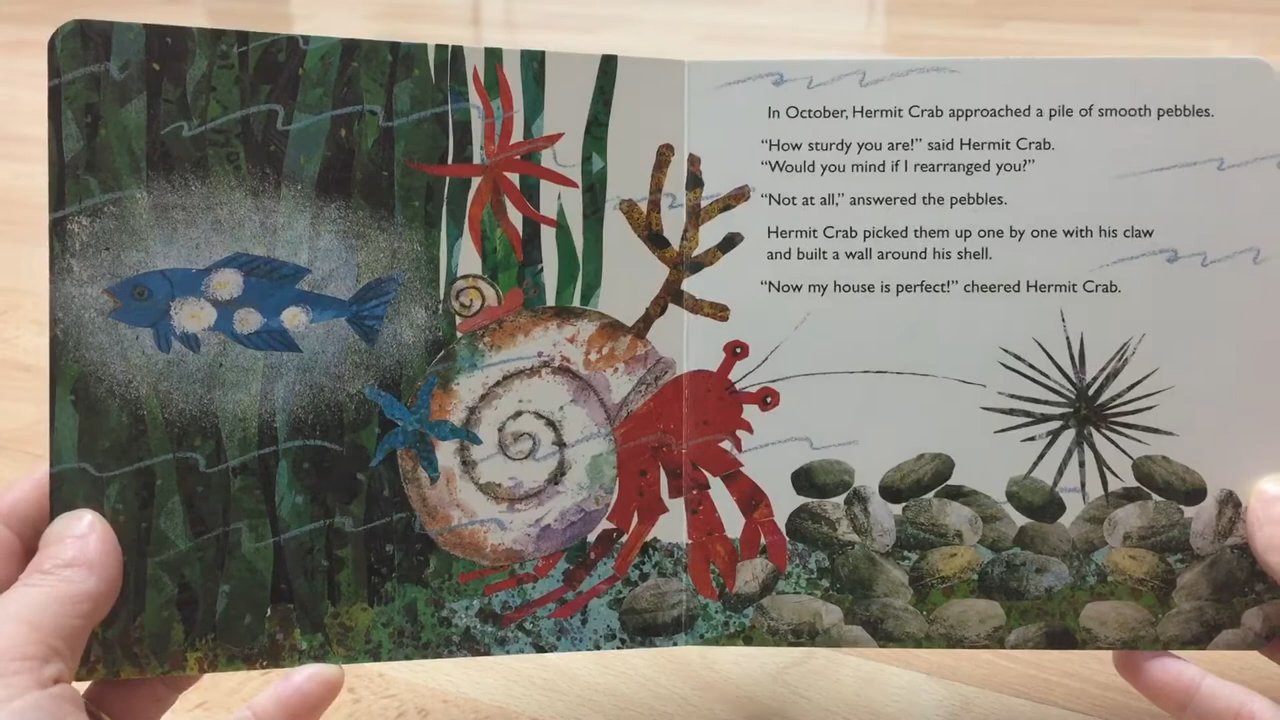 In October, Hermit Crab approached a pile of smooth pebbles.
“How sturdy you are!” said Hermit Crab.
“Would you mind if I rearranged you?”
“Not at all,” answered the pebbles.
Hermit Crab picked them up one by one with his claw
and built a wall around his shell.
“Now my house is perfect!” cheered Hermit Crab.